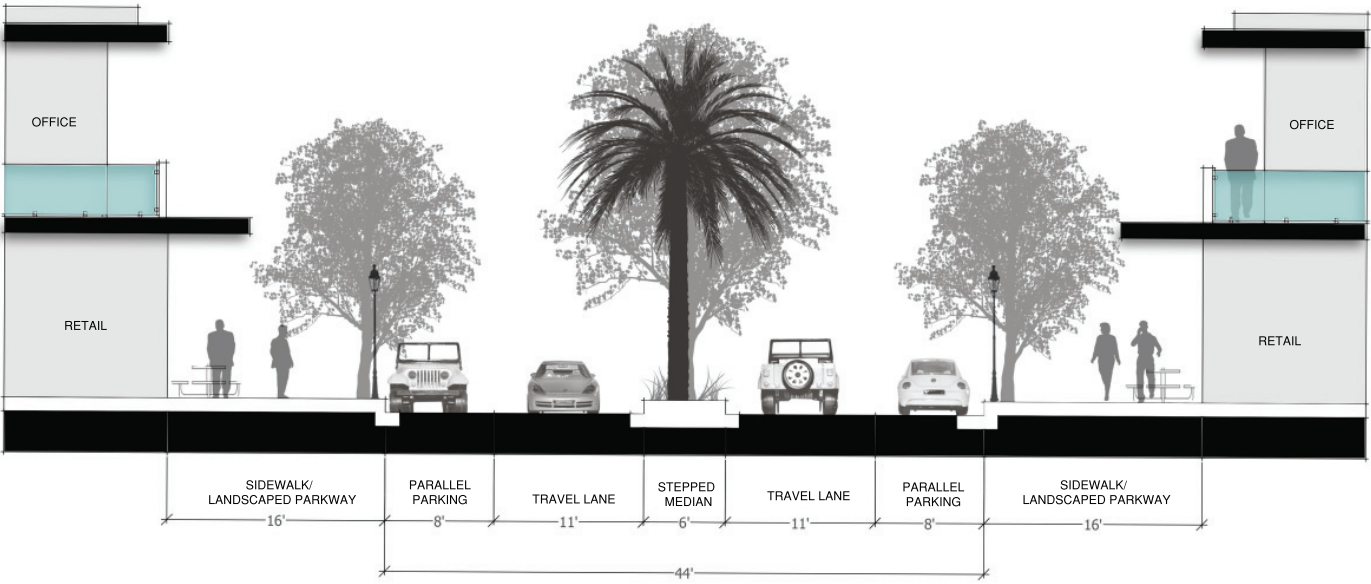 OFFICE
OFFICE
RETAIL
RETAIL
SIDEWALK/
LANDSCAPED PARKWAY
PARALLEL
PARKING
TRAVEL LANE
STEPPED
MEDIAN
TRAVEL LANE
PARALLEL
PARKING
SIDEWALK/
LANDSCAPED PARKWAY
16'
8'
11'
6'
11'
8'
16'
44'